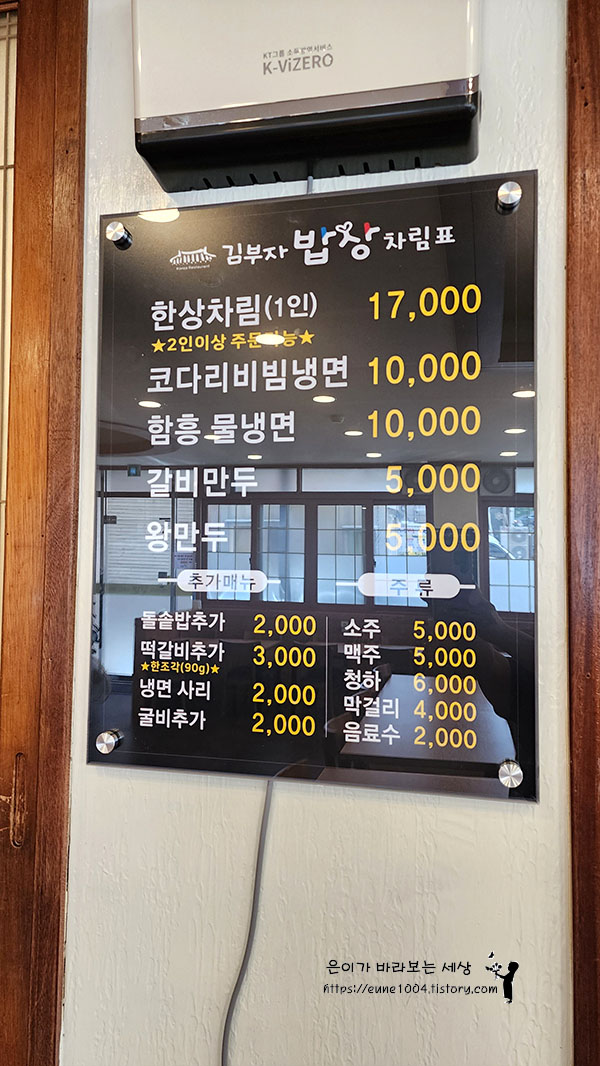 KT그룹 소독방역서비스
K-ViZERO
김부자 밥상 차림표
Korea Restaurant
한상차림(1인) 17,000
★2인이상 주문가능★
코다리비빔냉면 10,000
함흥 물냉면 10,000
갈비만두 5,000
왕만두 5,000
추가매뉴
돌솥밥추가 2,000
떡갈비추가 3,000
★한조각(90g)★
냉면 사리 2,000
굴비추가 2,000
주 류
소주 5,000
맥주 5,000
청하 6,000
막걸리 4,000
음료수 2,000
은이가 바라보는 세상
https://eune1004.tistory.com